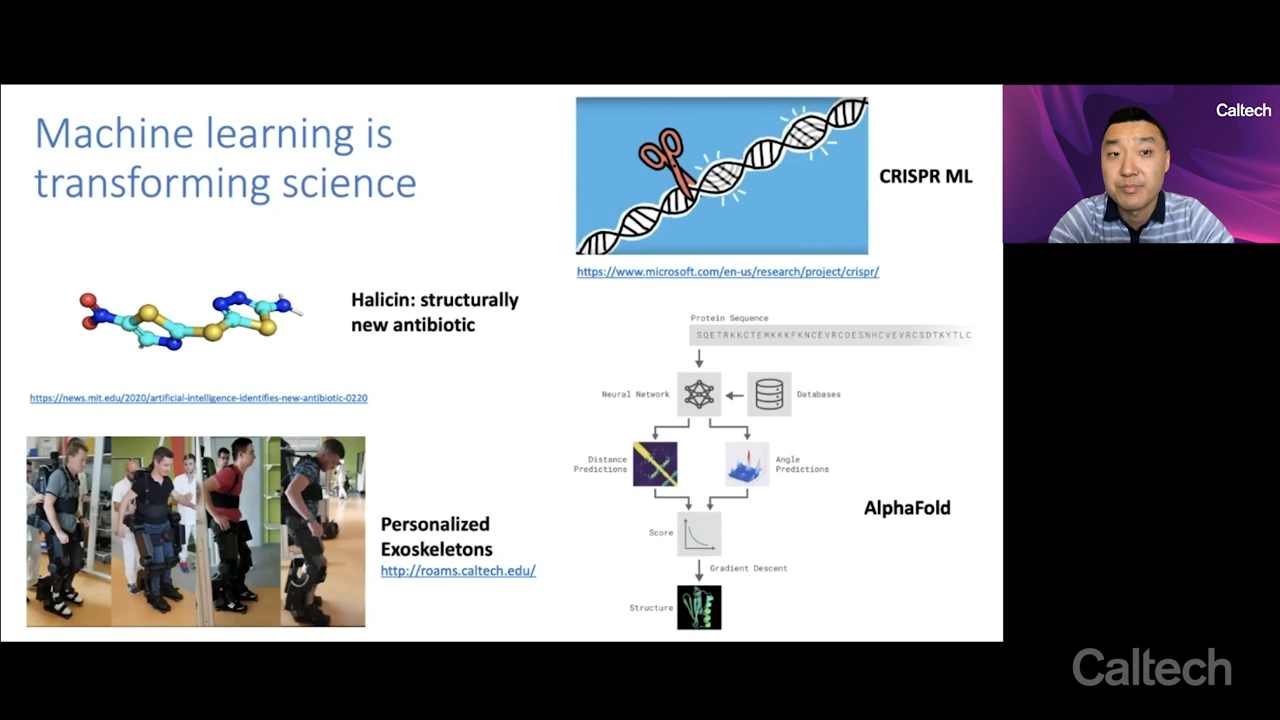 Machine learning is
transforming science
CRISPR ML
https://www.microsoft.com/en-us/research/project/crispr/
Halicin: structurally
new antibiotic
https://news.mit.edu/2020/artificial-intelligence-identifies-new-antibiotic-0220
Personalized
Exoskeletons
http://roams.caltech.edu/
Protein Sequence
SQETRKKCTEMKKKFKNCEVRCDESNHCVEVRCSDTKYTLC
Neural Network
Databases
Distance
Predictions
Angle
Predictions
Score
Gradient Descent
Structure
AlphaFold
Caltech
Caltech